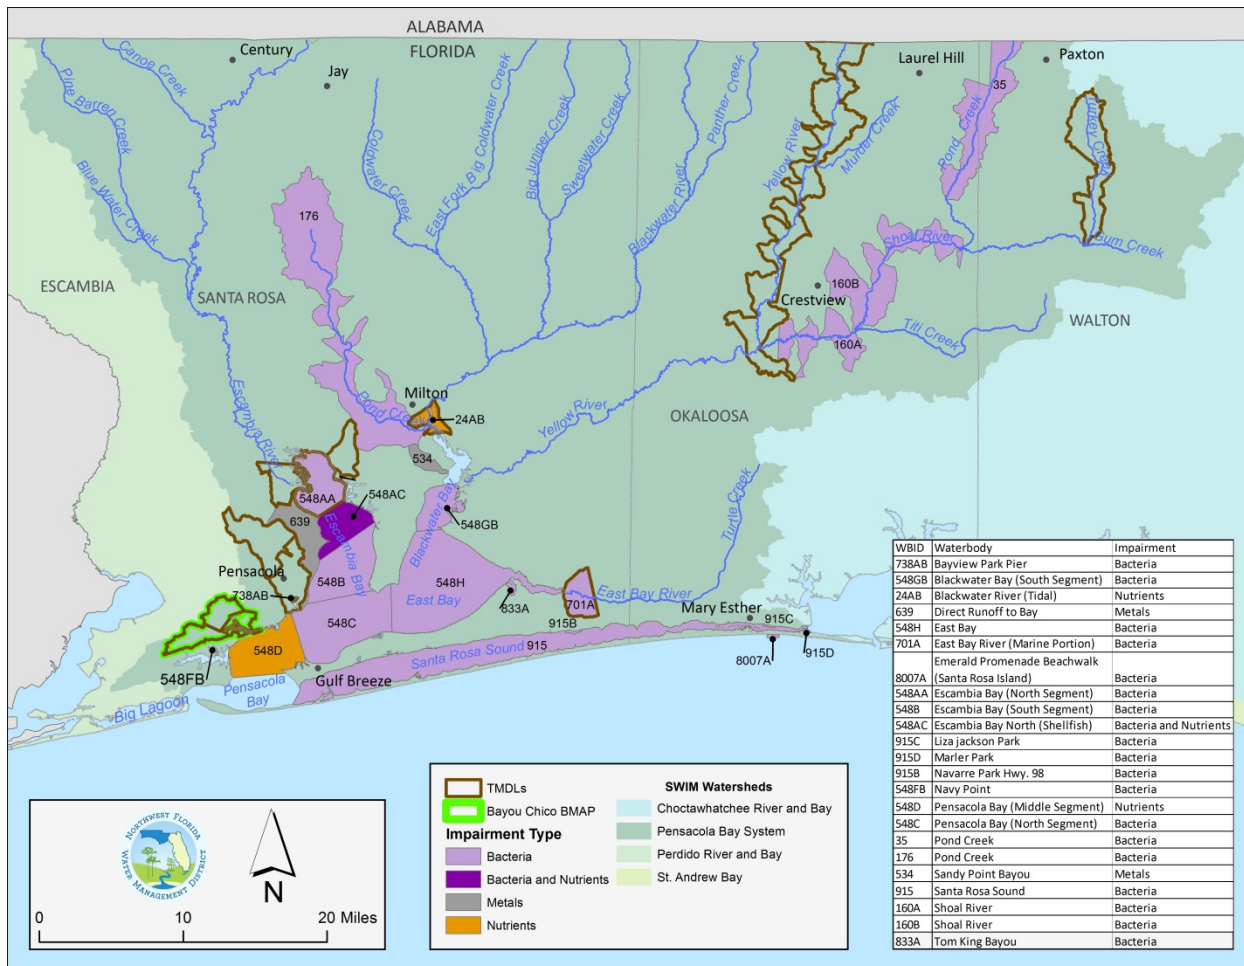 ALABAMA
FLORIDA
Century
Jay
Laurel Hill
Paxton
Canoe Creek
Pine Barren Creek
Blue Water Creek
Coldwater Creek
East Fork Big Coldwater Creek
Big Juniper Creek
Sweetwater Creek
Panther Creek
Blackwater River
Yellow River
Murder Creek
35
Pond Creek
Turkey Creek
Gum Creek
Shoal River
176
ESCAMBIA
SANTA ROSA
160B
Crestview
160A
Titi Creek
WALTON
Milton
Pond Creek
24AB
Yellow River
OKALOOSA
Escambia River
534
548AA
548AC
639
Escambia Bay
Blackwater Bay
548GB
Turtle Creek
Pensacola
738AB
548B
548H
East Bay
833A
701A
East Bay River
915B
Mary Esther
915C
548C
548D
548FB
Santa Rosa Sound
915
8007A
915D
Gulf Breeze
Pensacola
Bay
Big Lagoon
WBID Waterbody Impairment
738AB Bayview Park Pier Bacteria
548GB Blackwater Bay (South Segment) Bacteria
24AB Blackwater River (Tidal) Nutrients
639 Direct Runoff to Bay Metals
548H East Bay Bacteria
701A East Bay River (Marine Portion) Bacteria
Emerald Promenade Beachwalk
8007A (Santa Rosa Island) Bacteria
548AA Escambia Bay (North Segment) Bacteria
548B Escambia Bay (South Segment) Bacteria
548AC Escambia Bay North (Shellfish) Bacteria and Nutrients
915C Liza jackson Park Bacteria
915D Marler Park Bacteria
915B Navarre Park Hwy. 98 Bacteria
548FB Navy Point Bacteria
548D Pensacola Bay (Middle Segment) Nutrients
548C Pensacola Bay (North Segment) Bacteria
35 Pond Creek Bacteria
176 Pond Creek Bacteria
534 Sandy Point Bayou Metals
915 Santa Rosa Sound Bacteria
160A Shoal River Bacteria
160B Shoal River Bacteria
833A Tom King Bayou Bacteria
TMDLs
Bayou Chico BMAP
Impairment Type
Bacteria
Bacteria and Nutrients
Metals
Nutrients
SWIM Watersheds
Choctawhatchee River and Bay
Pensacola Bay System
Perdido River and Bay
St. Andrew Bay
NORTHWEST FLORIDA
WATER MANAGEMENT DISTRICT
N
0 10 20 Miles